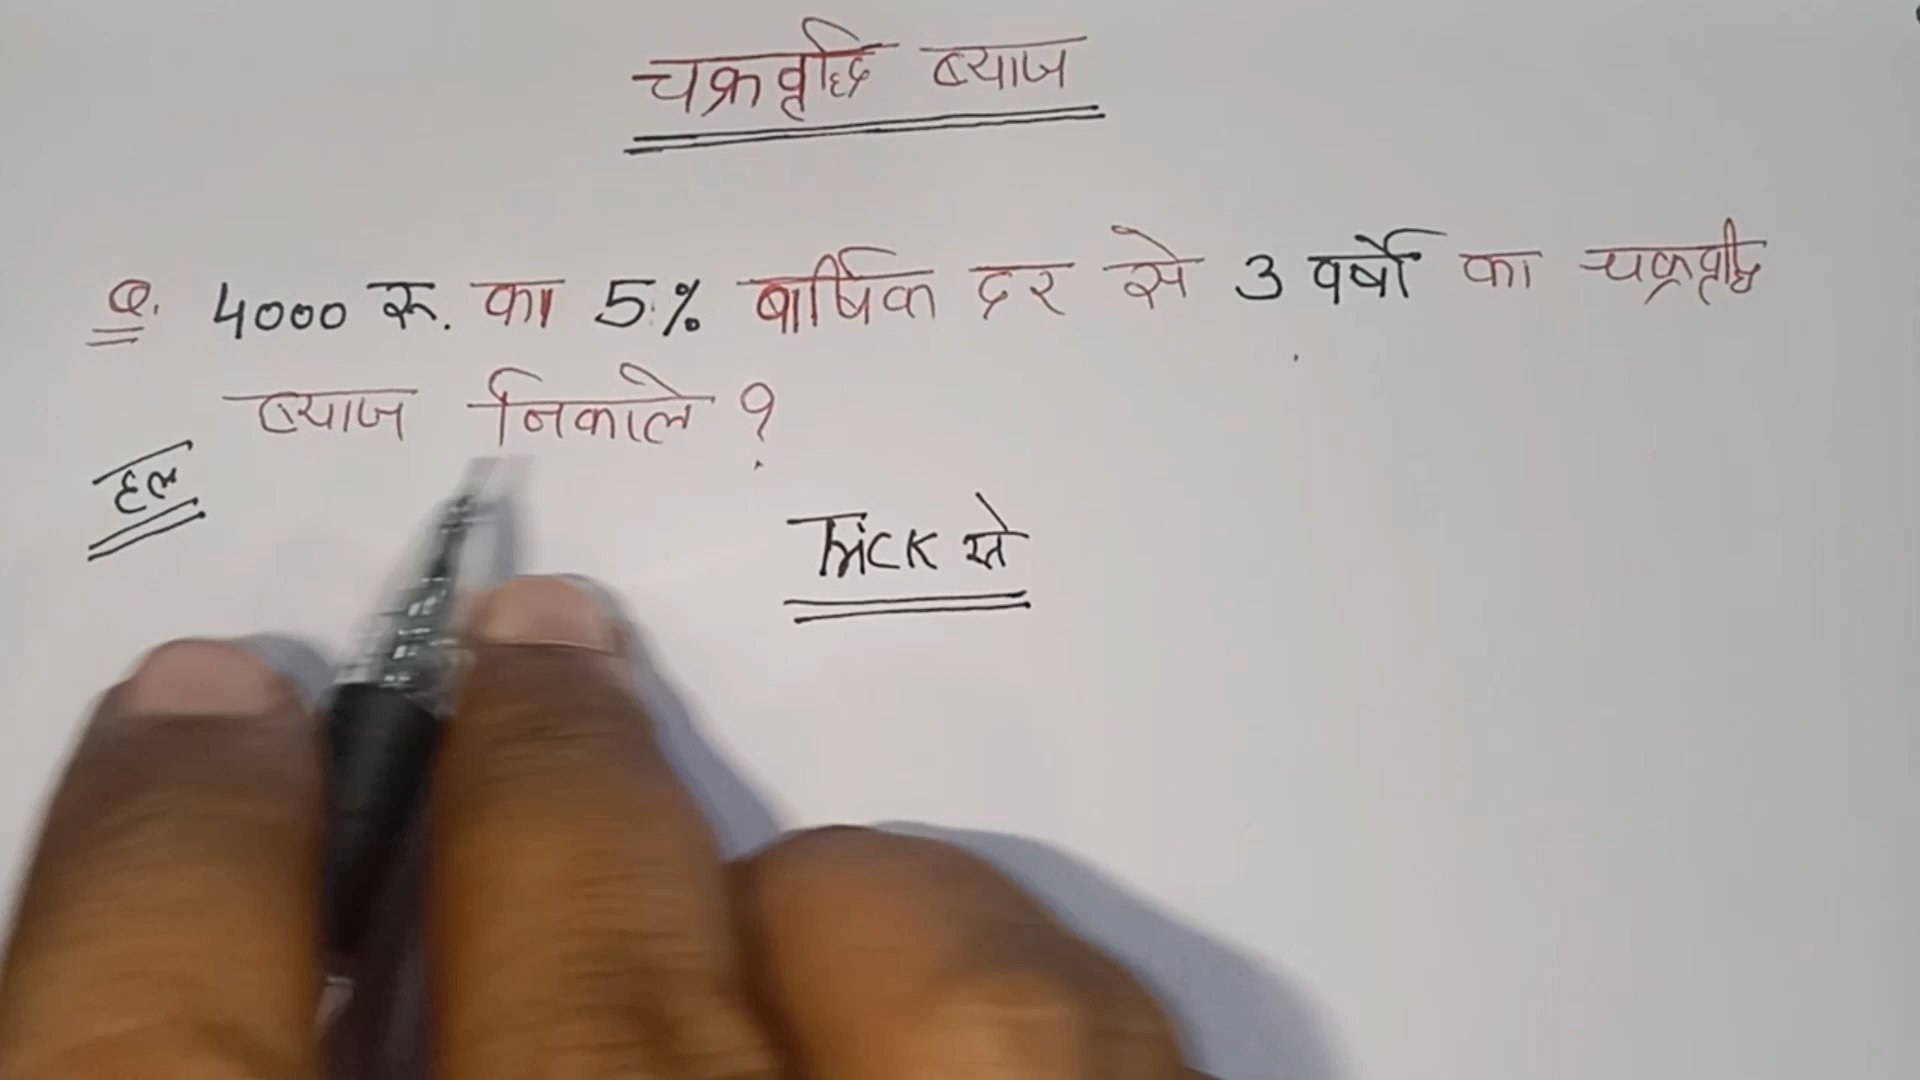 चक्रवृद्धि ब्याज
Q. 4000 रू. का 5% बार्षिक दर से 3 वर्षो का चक्रवृद्धि
ब्याज निकाले ?
हल
Trick से